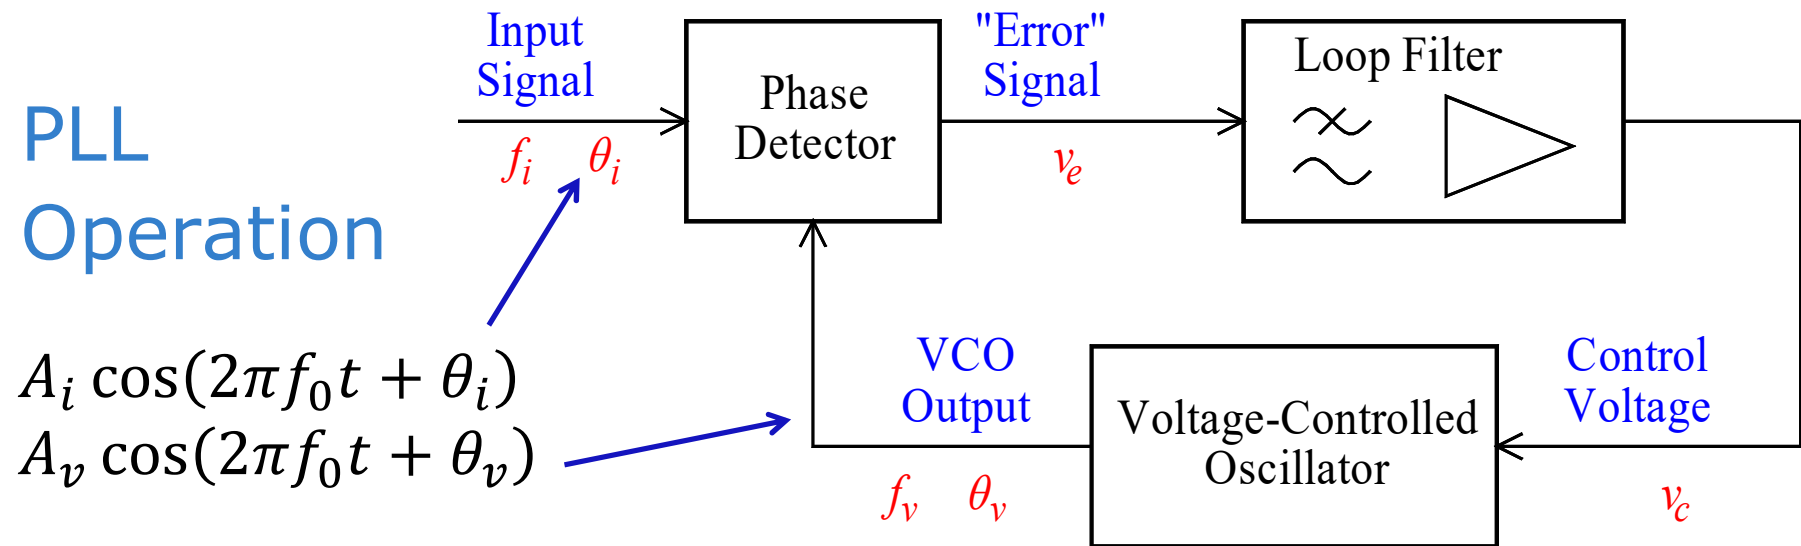 PLL
Operation
Input
Signal
f_i θ_i
Phase
Detector
"Error"
Signal
v_e
Loop Filter
A_i cos(2πf_0t + θ_i)
A_v cos(2πf_0t + θ_v)
VCO
Output
f_v θ_v
Voltage-Controlled
Oscillator
Control
Voltage
v_c